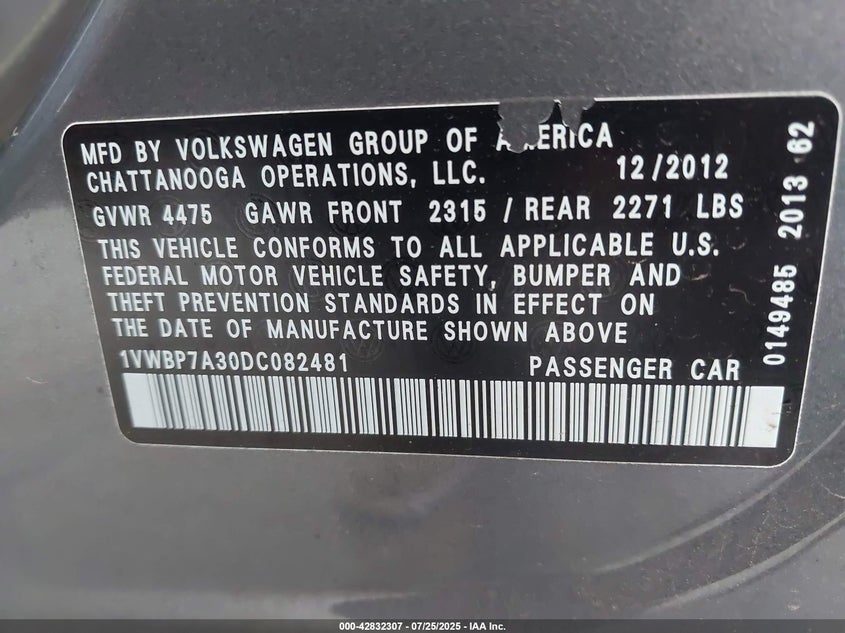 MFD BY VOLKSWAGEN GROUP OF A ERICA
CHATTANOOGA OPERATIONS, LLC. 12/2012
GVWR 4475 GAWR FRONT 2315 / REAR 2271 LBS
THIS VEHICLE CONFORMS TO ALL APPLICABLE U.S.
FEDERAL MOTOR VEHICLE SAFETY, BUMPER AND
THEFT PREVENTION STANDARDS IN EFFECT ON
THE DATE OF MANUFACTURE SHOWN ABOVE
1VWBP7A30DC082481 PASSENGER CAR
0149485 2013 62
000-42832307 - 07/25/2025 - IAA Inc.